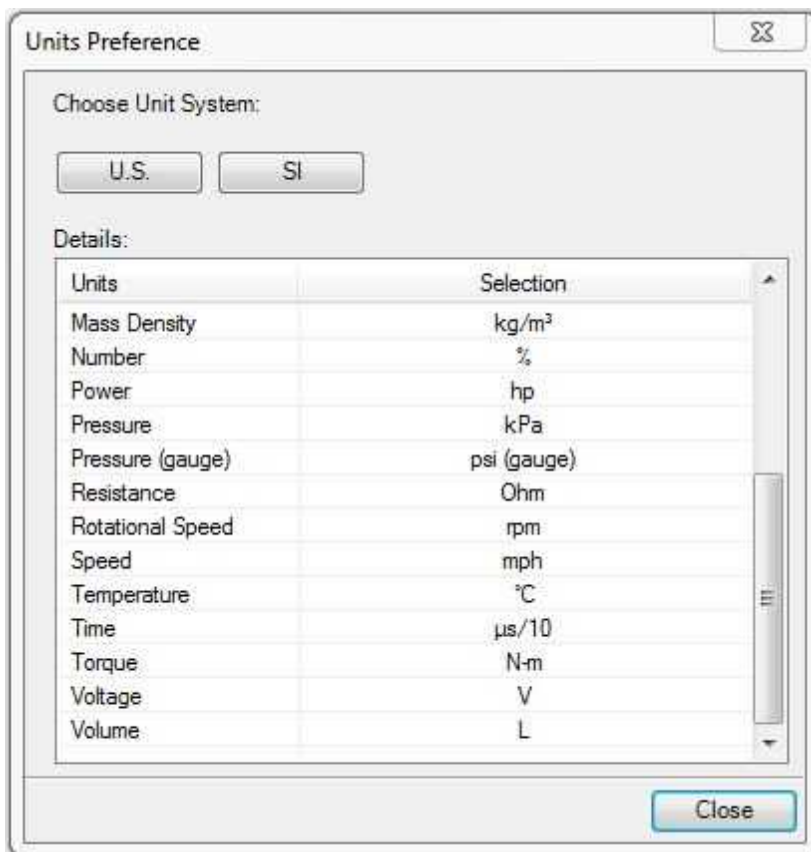 Units Preference
Choose Unit System:
U.S. SI
Details:
Units Selection
Mass Density kg/m³
Number %
Power hp
Pressure kPa
Pressure (gauge) psi (gauge)
Resistance Ohm
Rotational Speed rpm
Speed mph
Temperature °C
Time µs/10
Torque N-m
Voltage V
Volume L
Close